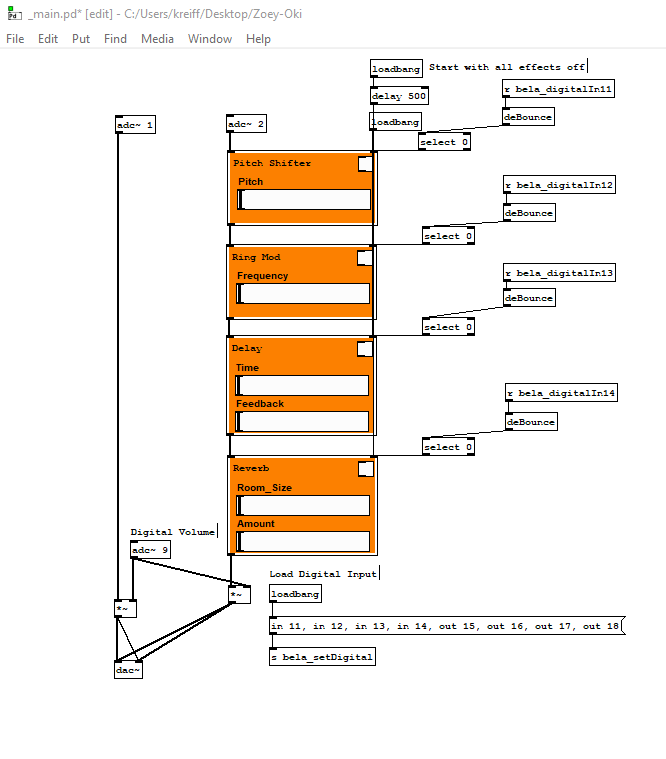 _main.pd* [edit] - C:/Users/kreiff/Desktop/Zoey-Oki
File Edit Put Find Media Window Help
loadbang
Start with all effects off
delay 500
loadbang
r bela_digitalIn11
deBounce
select 0
adc~ 1
adc~ 2
Pitch Shifter
Pitch
r bela_digitalIn12
deBounce
select 0
Ring Mod
Frequency
r bela_digitalIn13
deBounce
select 0
Delay
Time
Feedback
r bela_digitalIn14
deBounce
select 0
Reverb
Room_Size
Amount
Digital Volume
adc~ 9
Load Digital Input
loadbang
*~
*~
in 11, in 12, in 13, in 14, out 15, out 16, out 17, out 18
s bela_setDigital
dac~